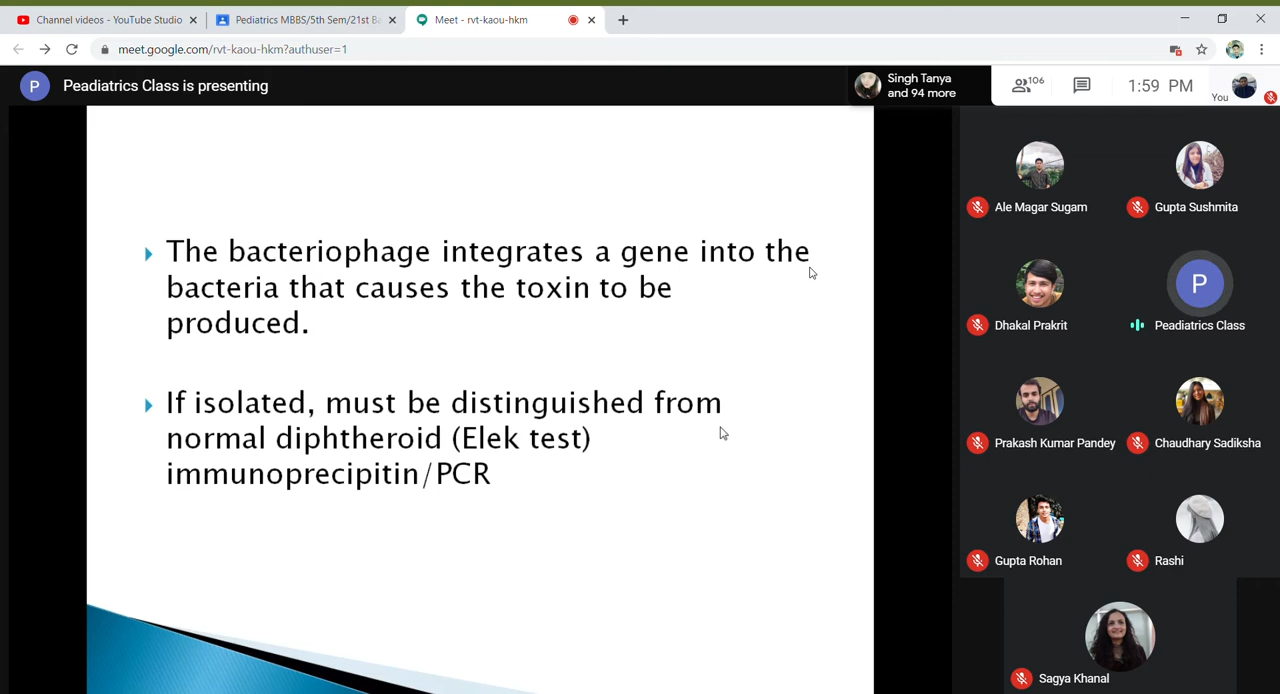 Channel videos - YouTube Studio
Pediatrics MBBS/5th Sem/21st Ba
Meet - rvt-kaou-hkm
meet.google.com/rvt-kaou-hkm?authuser=1
P
Peadiatrics Class is presenting
Singh Tanya
and 94 more
106
1:59 PM
You
The bacteriophage integrates a gene into the
bacteria that causes the toxin to be
produced.
If isolated, must be distinguished from
normal diphtheroid (Elek test)
immunoprecipitin/PCR
Ale Magar Sugam
Gupta Sushmita
P
Dhakal Prakrit
Peadiatrics Class
Prakash Kumar Pandey
Chaudhary Sadiksha
Gupta Rohan
Rashi
Sagya Khanal